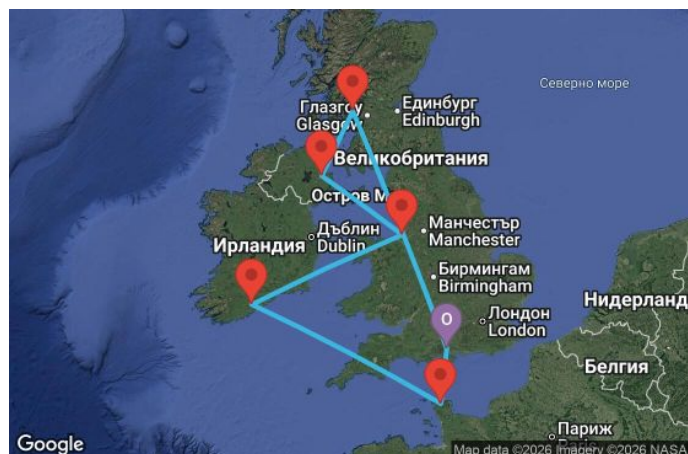 Северно море
Глазгоу
Glasgow
Единбург
Edinburgh
Великобритания
Остров М
Дъблин
Dublin
Ирландия
Манчестър
Manchester
Бирмингам
Birmingham
Нидерланд
O
Лондон
London
Белгия
Париж
Paris
Google
Map data ©2026 Imagery ©2026 NASA